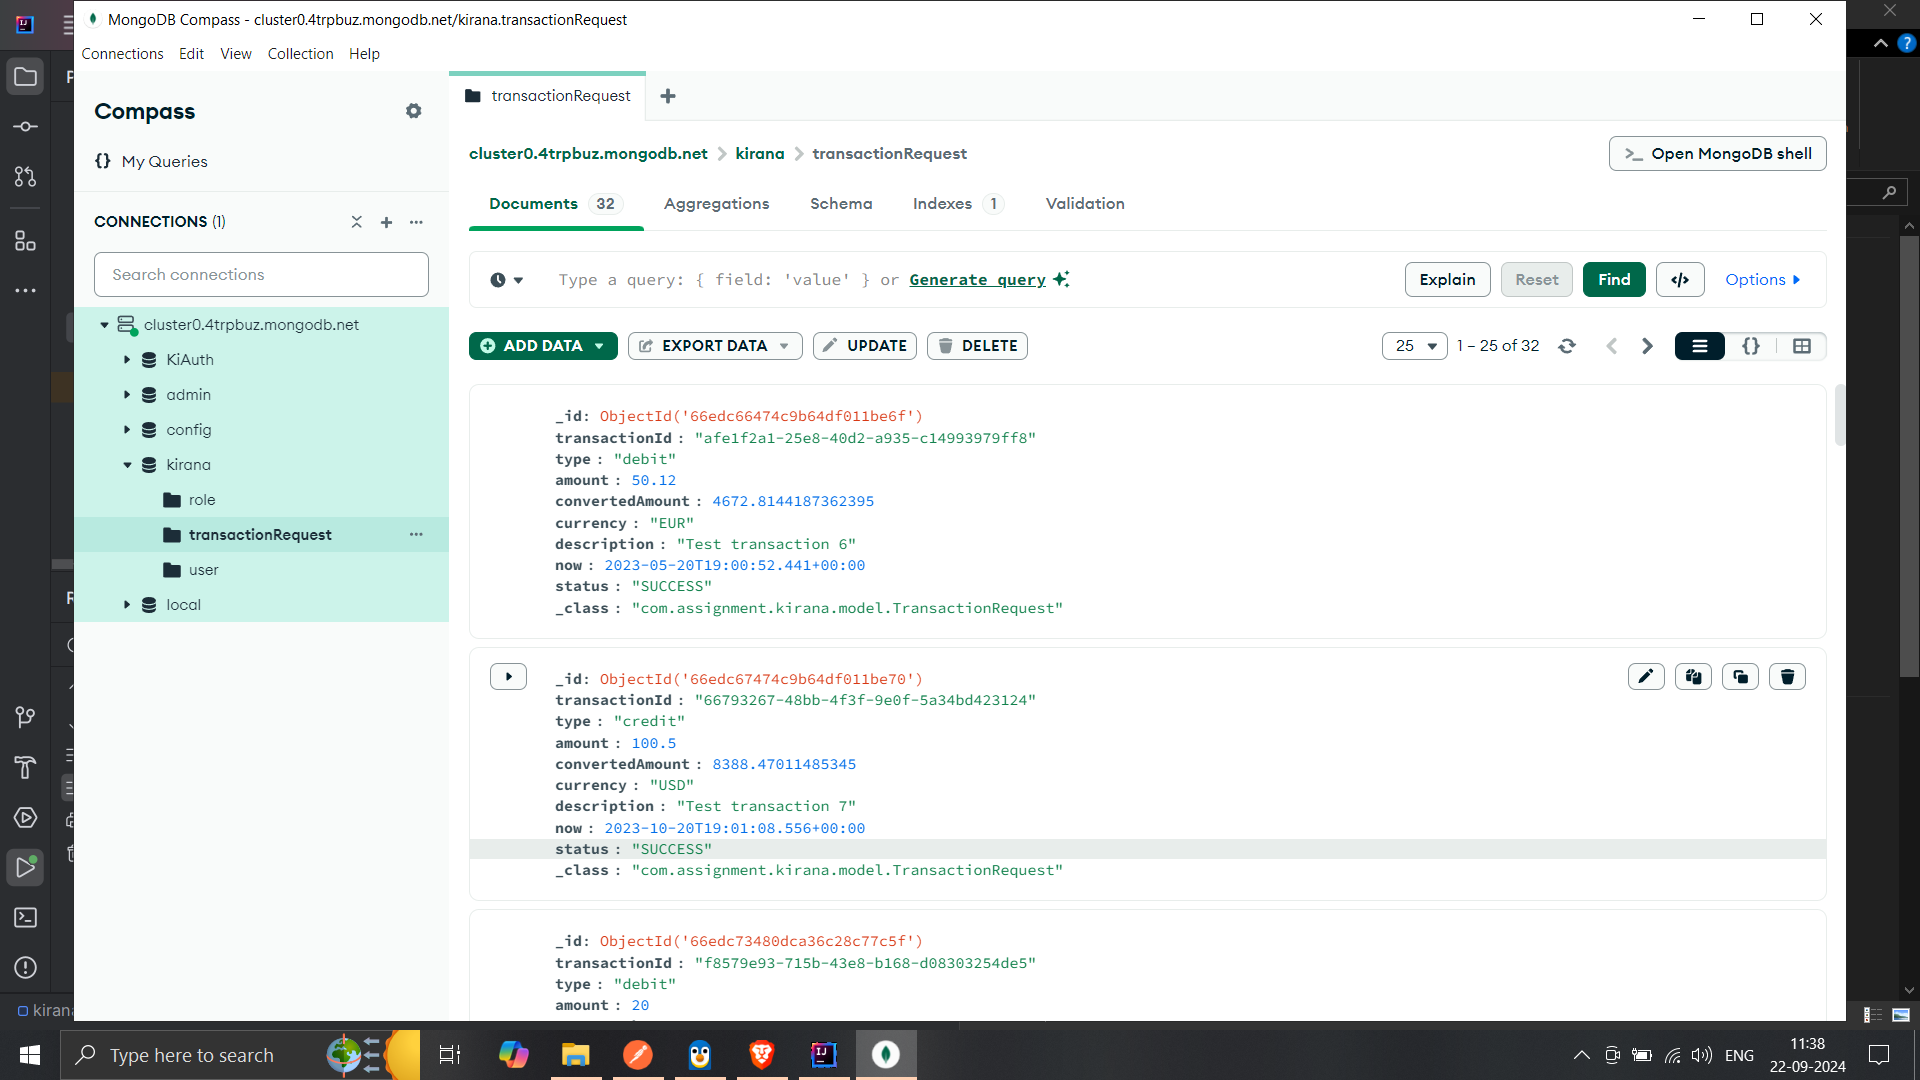 MongoDB Compass - cluster0.4trpbuz.mongodb.net/kirana.transactionRequest
Connections Edit View Collection Help
Compass
{} My Queries
CONNECTIONS (1)
Search connections
cluster0.4trpbuz.mongodb.net
KiAuth
admin
config
kirana
role
transactionRequest
user
local
transactionRequest
cluster0.4trpbuz.mongodb.net > kirana > transactionRequest
>_ Open MongoDB shell
Documents 32 Aggregations Schema Indexes 1 Validation
Type a query: { field: 'value' } or Generate query
Explain Reset Find </> Options
ADD DATA EXPORT DATA UPDATE DELETE
25 1 – 25 of 32 {}
_id: ObjectId('66edc66474c9b64df011be6f')
transactionId : "afe1f2a1-25e8-40d2-a935-c14993979ff8"
type : "debit"
amount : 50.12
convertedAmount : 4672.8144187362395
currency : "EUR"
description : "Test transaction 6"
now : 2023-05-20T19:00:52.441+00:00
status : "SUCCESS"
_class : "com.assignment.kirana.model.TransactionRequest"
_id: ObjectId('66edc67474c9b64df011be70')
transactionId : "66793267-48bb-4f3f-9e0f-5a34bd423124"
type : "credit"
amount : 100.5
convertedAmount : 8388.47011485345
currency : "USD"
description : "Test transaction 7"
now : 2023-10-20T19:01:08.556+00:00
status : "SUCCESS"
_class : "com.assignment.kirana.model.TransactionRequest"
_id: ObjectId('66edc73480dca36c28c77c5f')
transactionId : "f8579e93-715b-43e8-b168-d08303254de5"
type : "debit"
amount : 20
kirana
Type here to search
ENG
11:38
22-09-2024